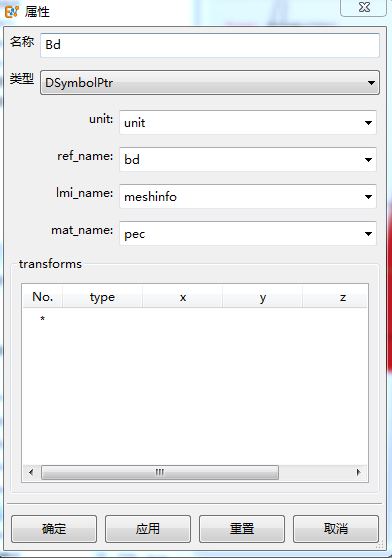 属性
名称 Bd
类型 DSymbolPtr
unit: unit
ref_name: bd
lmi_name: meshinfo
mat_name: pec
transforms
No. type x y z
*
确定 应用 重置 取消